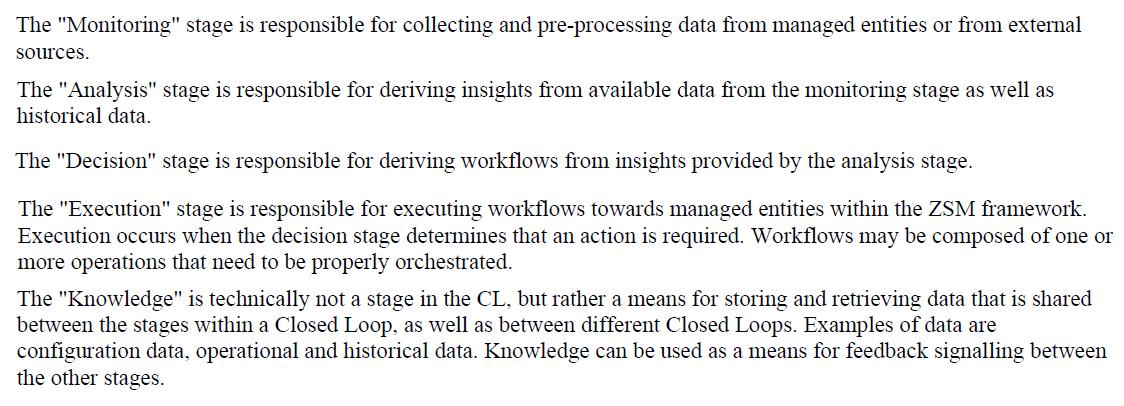 The "Monitoring" stage is responsible for collecting and pre-processing data from managed entities or from external
sources.
The "Analysis" stage is responsible for deriving insights from available data from the monitoring stage as well as
historical data.
The "Decision" stage is responsible for deriving workflows from insights provided by the analysis stage.
The "Execution" stage is responsible for executing workflows towards managed entities within the ZSM framework.
Execution occurs when the decision stage determines that an action is required. Workflows may be composed of one or
more operations that need to be properly orchestrated.
The "Knowledge" is technically not a stage in the CL, but rather a means for storing and retrieving data that is shared
between the stages within a Closed Loop, as well as between different Closed Loops. Examples of data are
configuration data, operational and historical data. Knowledge can be used as a means for feedback signalling between
the other stages.